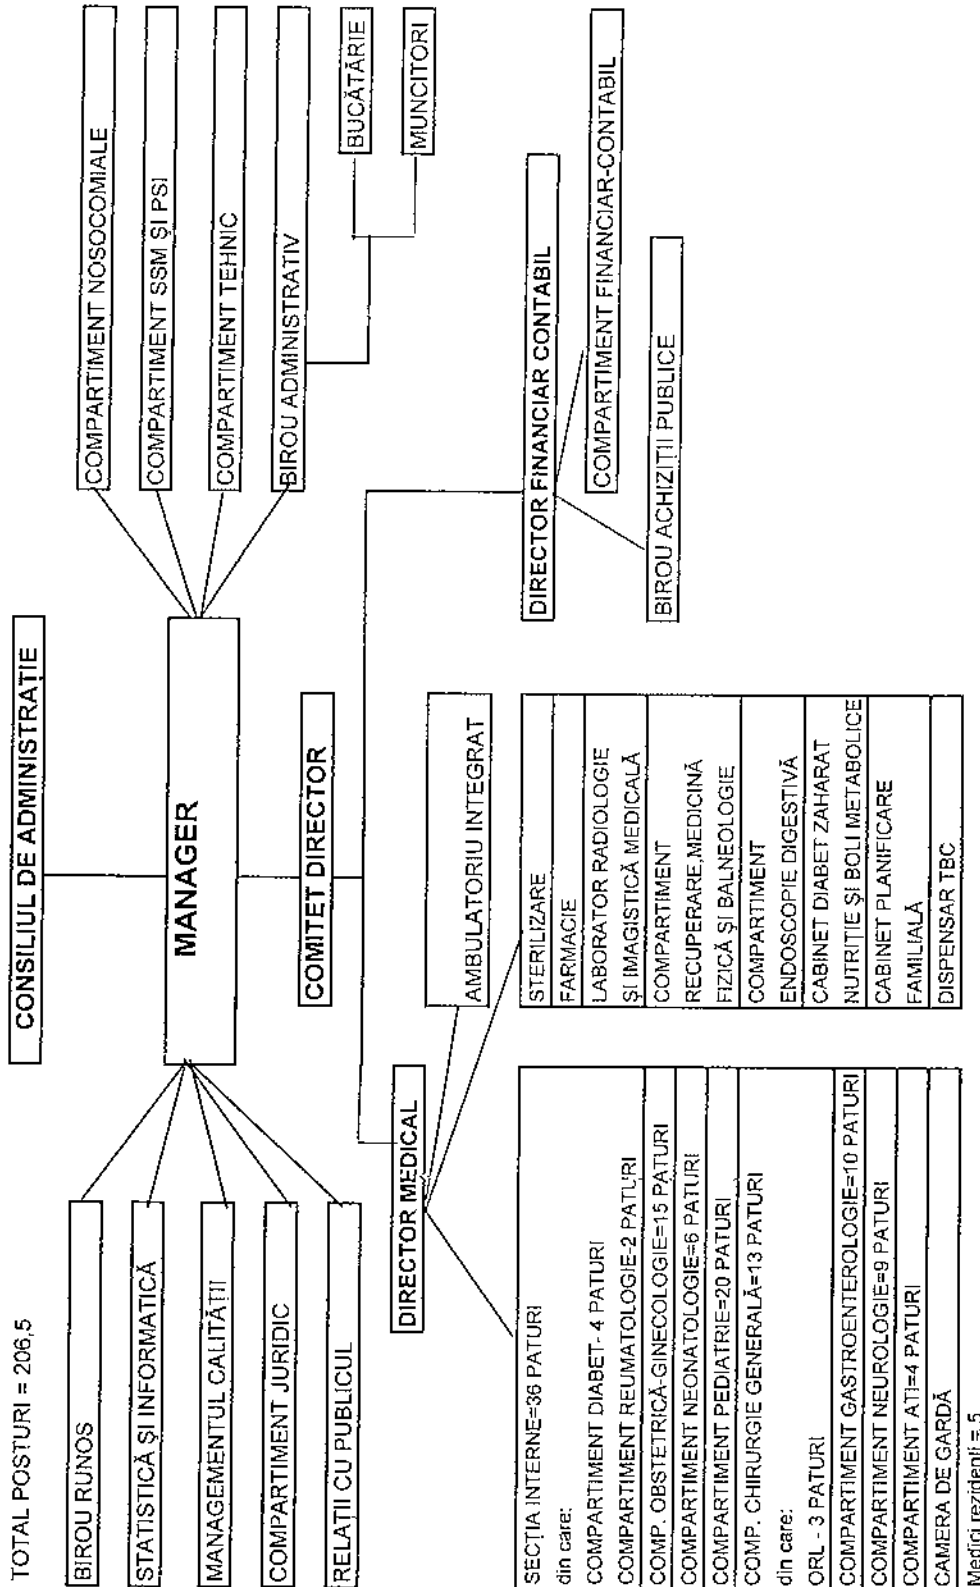 TOTAL POSTURI = 206,5
CONSILIUL DE ADMINISTRATIE
BIROU RUNOS
STATISTICĂ ȘI INFORMATICĂ
MANAGEMENTUL CALITĂȚII
COMPARTIMENT JURIDIC
RELAȚII CU PUBLICUL
MANAGER
COMPARTIMENT NOSOCOMIALE
COMPARTIMENT SSM ȘI PSI
COMPARTIMENT TEHNIC
BIROU ADMINISTRATIV
BUCĂTĂRIE
MUNCITORI
COMITET DIRECTOR
DIRECTOR MEDICAL
AMBULATORIU INTEGRAT
DIRECTOR FINANCIAR CONTABIL
COMPARTIMENT FINANCIAR-CONTABIL
BIROU ACHIZIȚII PUBLICE
SECȚIA INTERNE=36 PATURI
din care:
COMPARTIMENT DIABET- 4 PATURI
COMPARTIMENT REUMATOLOGIE-2 PATURI
COMP. OBSTETRICĂ-GINECOLOGIE=15 PATURI
COMPARTIMENT NEONATOLOGIE=6 PATURI
COMPARTIMENT PEDIATRIE=20 PATURI
COMP. CHIRURGIE GENERALĂ=13 PATURI
din care:
ORL - 3 PATURI
COMPARTIMENT GASTROENTEROLOGIE=10 PATURI
COMPARTIMENT NEUROLOGIE=9 PATURI
COMPARTIMENT ATI=4 PATURI
CAMERA DE GARDĂ
Medici rezidenți = 5
STERILIZARE
FARMACIE
LABORATOR RADIOLOGIE
ȘI IMAGISTICĂ MEDICALĂ
COMPARTIMENT
RECUPERARE,MEDICINĂ
FIZICĂ ȘI BALNEOLOGIE
COMPARTIMENT
ENDOSCOPIE DIGESTIVĂ
CABINET DIABET ZAHARAT
NUTRIȚIE ȘI BOLI METABOLICE
CABINET PLANIFICARE
FAMILIALĂ
DISPENSAR TBC